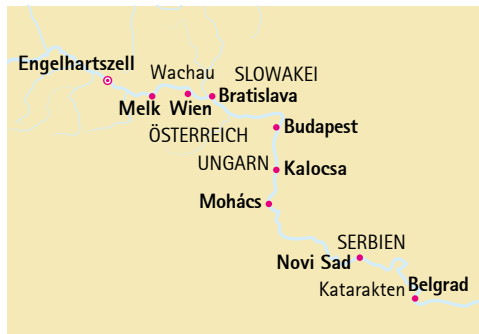 Engelhartszell
Wachau
SLOWAKEI
Melk
Wien
Bratislava
ÖSTERREICH
Budapest
UNGARN
Kalocsa
Mohács
SERBIEN
Novi Sad
Katarakten
Belgrad